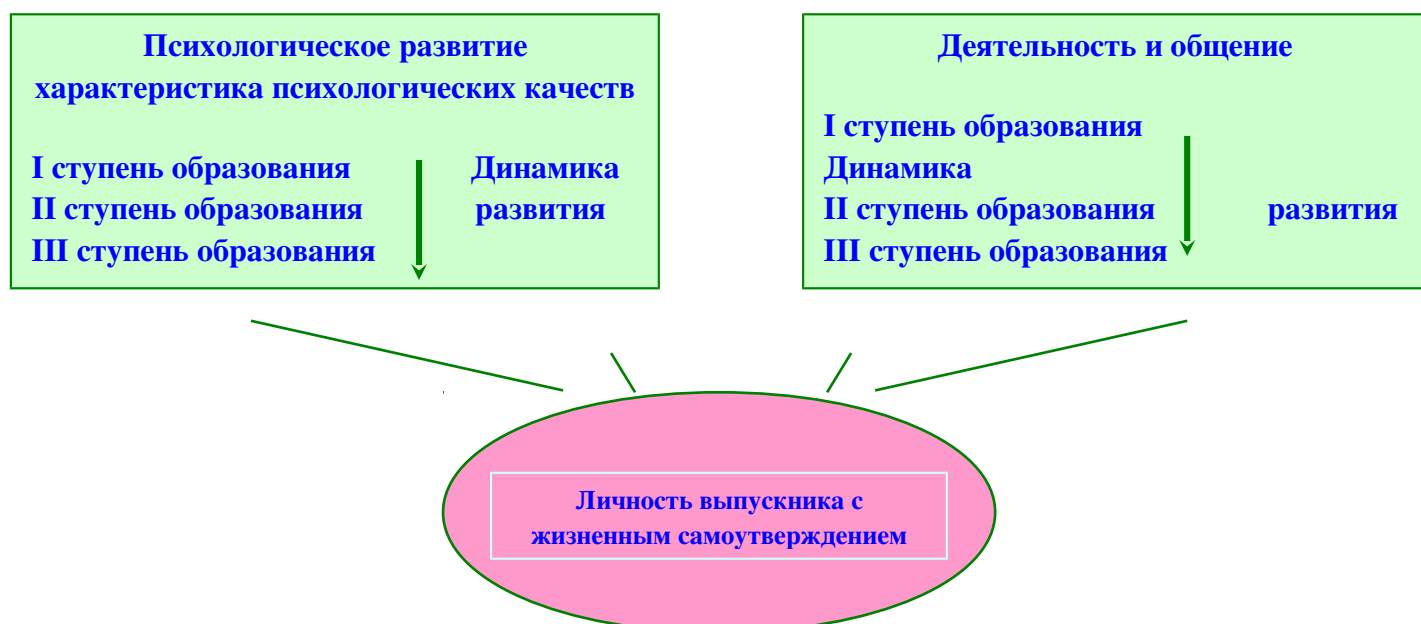 Психологическое развитие
характеристика психологических качеств
I ступень образования Динамика
II ступень образования развития
III ступень образования
Деятельность и общение
I ступень образования
Динамика
II ступень образования развития
III ступень образования
Личность выпускника с
жизненным самоутверждением